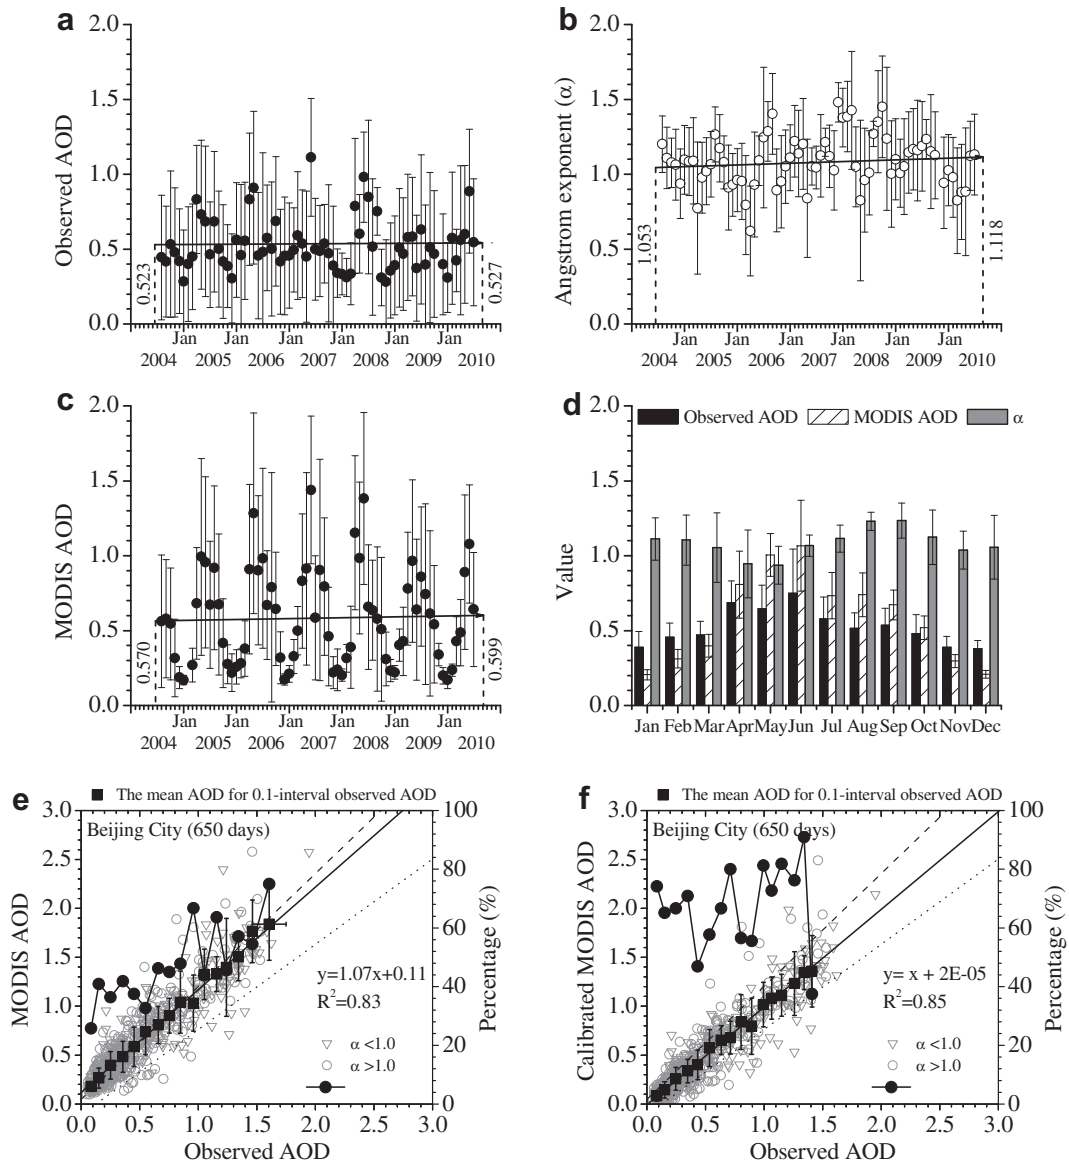 a
2.0
1.5
1.0
0.5
0.0
Observed AOD
0.523
0.527
Jan Jan Jan Jan Jan Jan
2004 2005 2006 2007 2008 2009 2010
b
2.0
1.5
1.0
0.5
0.0
Angstrom exponent (α)
1.053
1.118
Jan Jan Jan Jan Jan Jan
2004 2005 2006 2007 2008 2009 2010
c
2.0
1.5
1.0
0.5
0.0
MODIS AOD
0.570
0.599
Jan Jan Jan Jan Jan Jan
2004 2005 2006 2007 2008 2009 2010
d
2.0
1.5
1.0
0.5
0.0
Value
Observed AOD MODIS AOD α
Jan Feb Mar Apr May Jun Jul Aug Sep Oct Nov Dec
e
The mean AOD for 0.1-interval observed AOD
Beijing City (650 days)
3.0
2.5
2.0
1.5
1.0
0.5
0.0
MODIS AOD
100
80
60
40
20
0
Percentage (%)
y=1.07x+0.11
R²=0.83
α <1.0
α >1.0
0.0 0.5 1.0 1.5 2.0 2.5 3.0
Observed AOD
f
The mean AOD for 0.1-interval observed AOD
Beijing City (650 days)
3.0
2.5
2.0
1.5
1.0
0.5
0.0
Calibrated MODIS AOD
100
80
60
40
20
0
Percentage (%)
y= x + 2E-05
R²=0.85
α <1.0
α >1.0
0.0 0.5 1.0 1.5 2.0 2.5 3.0
Observed AOD